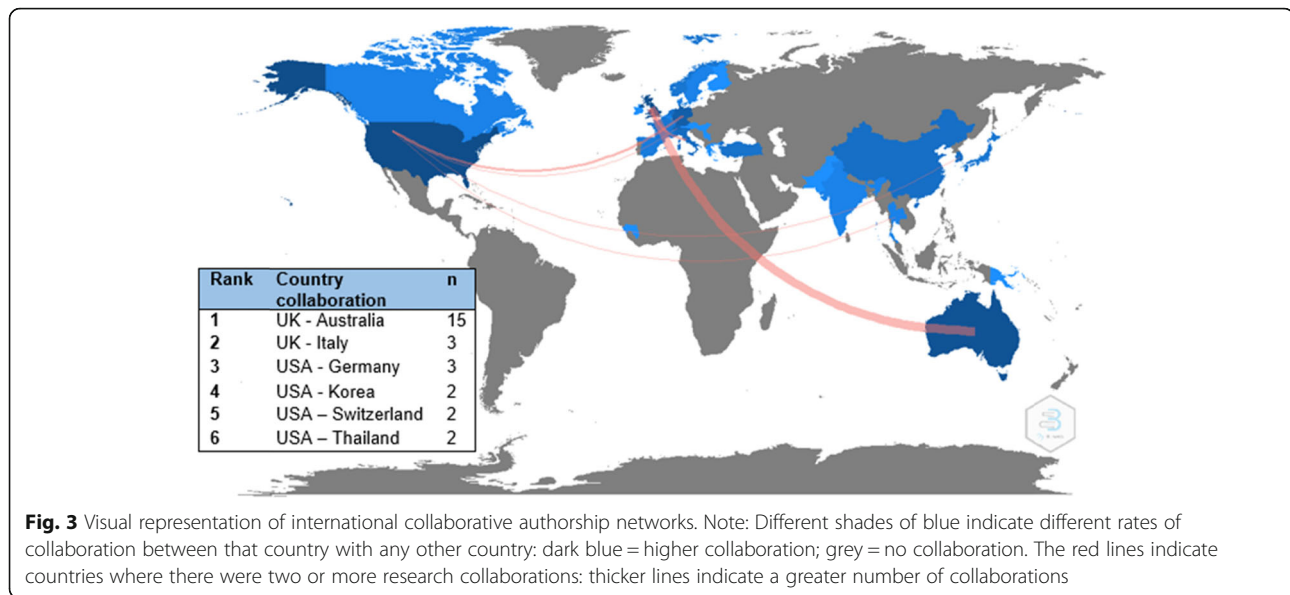 Rank Country collaboration n
1 UK - Australia 15
2 UK - Italy 3
3 USA - Germany 3
4 USA - Korea 2
5 USA – Switzerland 2
6 USA – Thailand 2
Fig. 3 Visual representation of international collaborative authorship networks. Note: Different shades of blue indicate different rates of
collaboration between that country with any other country: dark blue = higher collaboration; grey = no collaboration. The red lines indicate
countries where there were two or more research collaborations: thicker lines indicate a greater number of collaborations